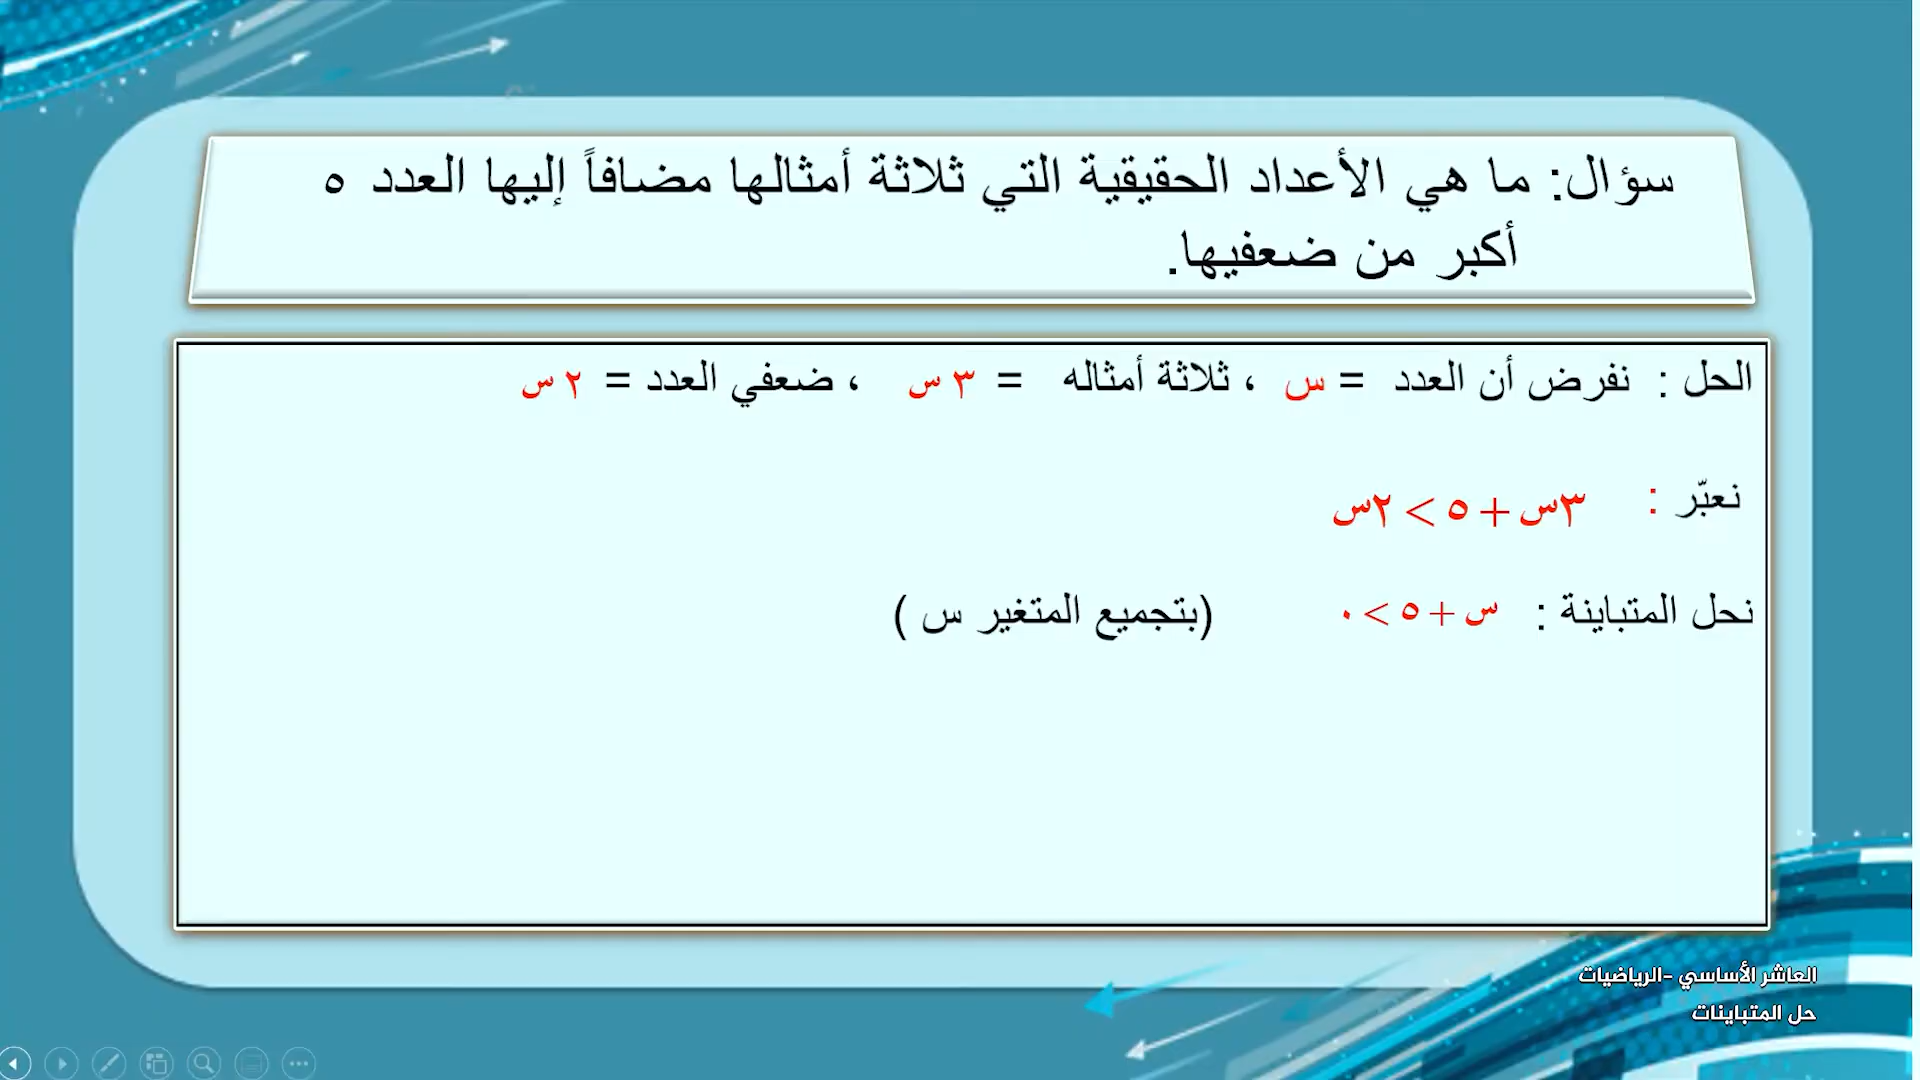 سؤال: ما هي الأعداد الحقيقية التي ثلاثة أمثالها مضافاً إليها العدد ٥
أكبر من ضعفيها.
الحل : نفرض أن العدد = س ، ثلاثة أمثاله = ٣ س ، ضعفي العدد = ٢ س
نعبّر : ٣س + ٥ > ٢س
نحل المتباينة : س + ٥ > ٠ (بتجميع المتغير س )
العاشر الأساسي -الرياضيات
حل المتباينات